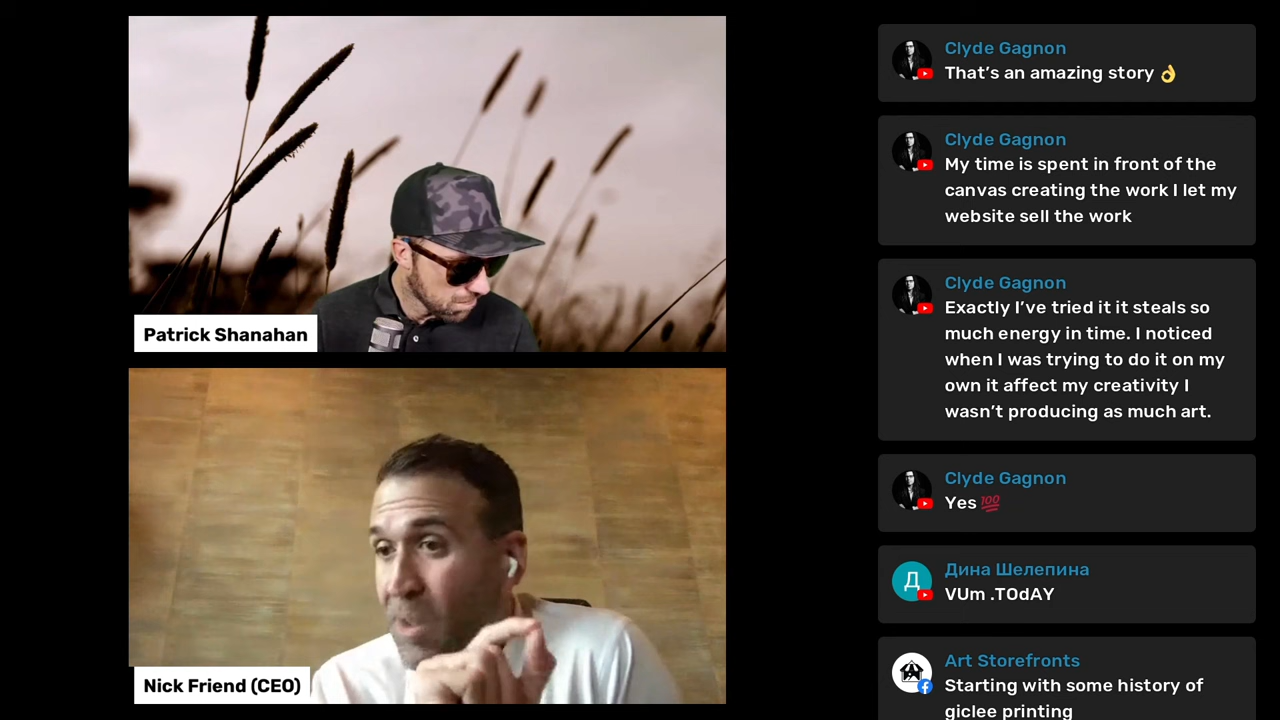 Patrick Shanahan
Nick Friend (CEO)
Clyde Gagnon
That’s an amazing story 👌
Clyde Gagnon
My time is spent in front of the
canvas creating the work I let my
website sell the work
Clyde Gagnon
Exactly I’ve tried it it steals so
much energy in time. I noticed
when I was trying to do it on my
own it affect my creativity I
wasn’t producing as much art.
Clyde Gagnon
Yes 💯
Д
Дина Шелепина
VUm .TOdAY
Art Storefronts
Starting with some history of
giclee printing